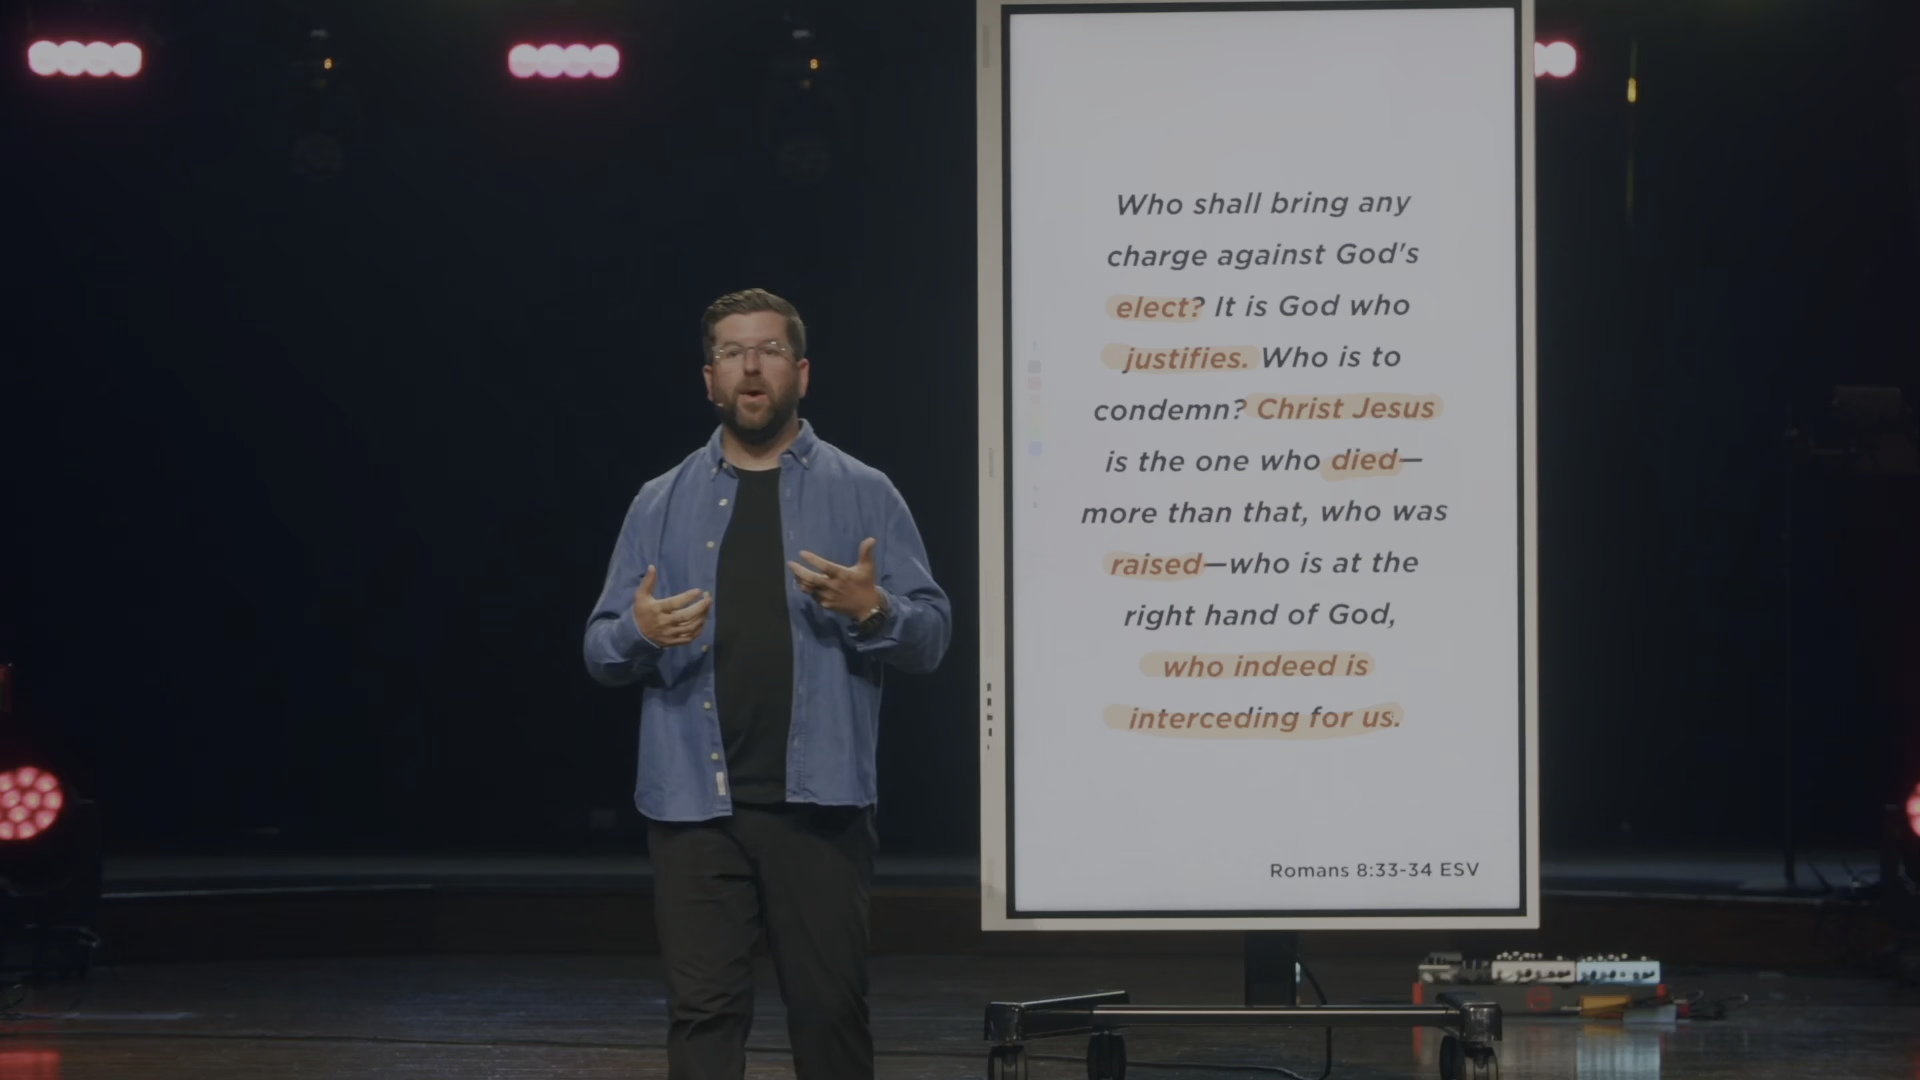 Who shall bring any
charge against God's
elect? It is God who
justifies. Who is to
condemn? Christ Jesus
is the one who died—
more than that, who was
raised—who is at the
right hand of God,
who indeed is
interceding for us.
Romans 8:33-34 ESV